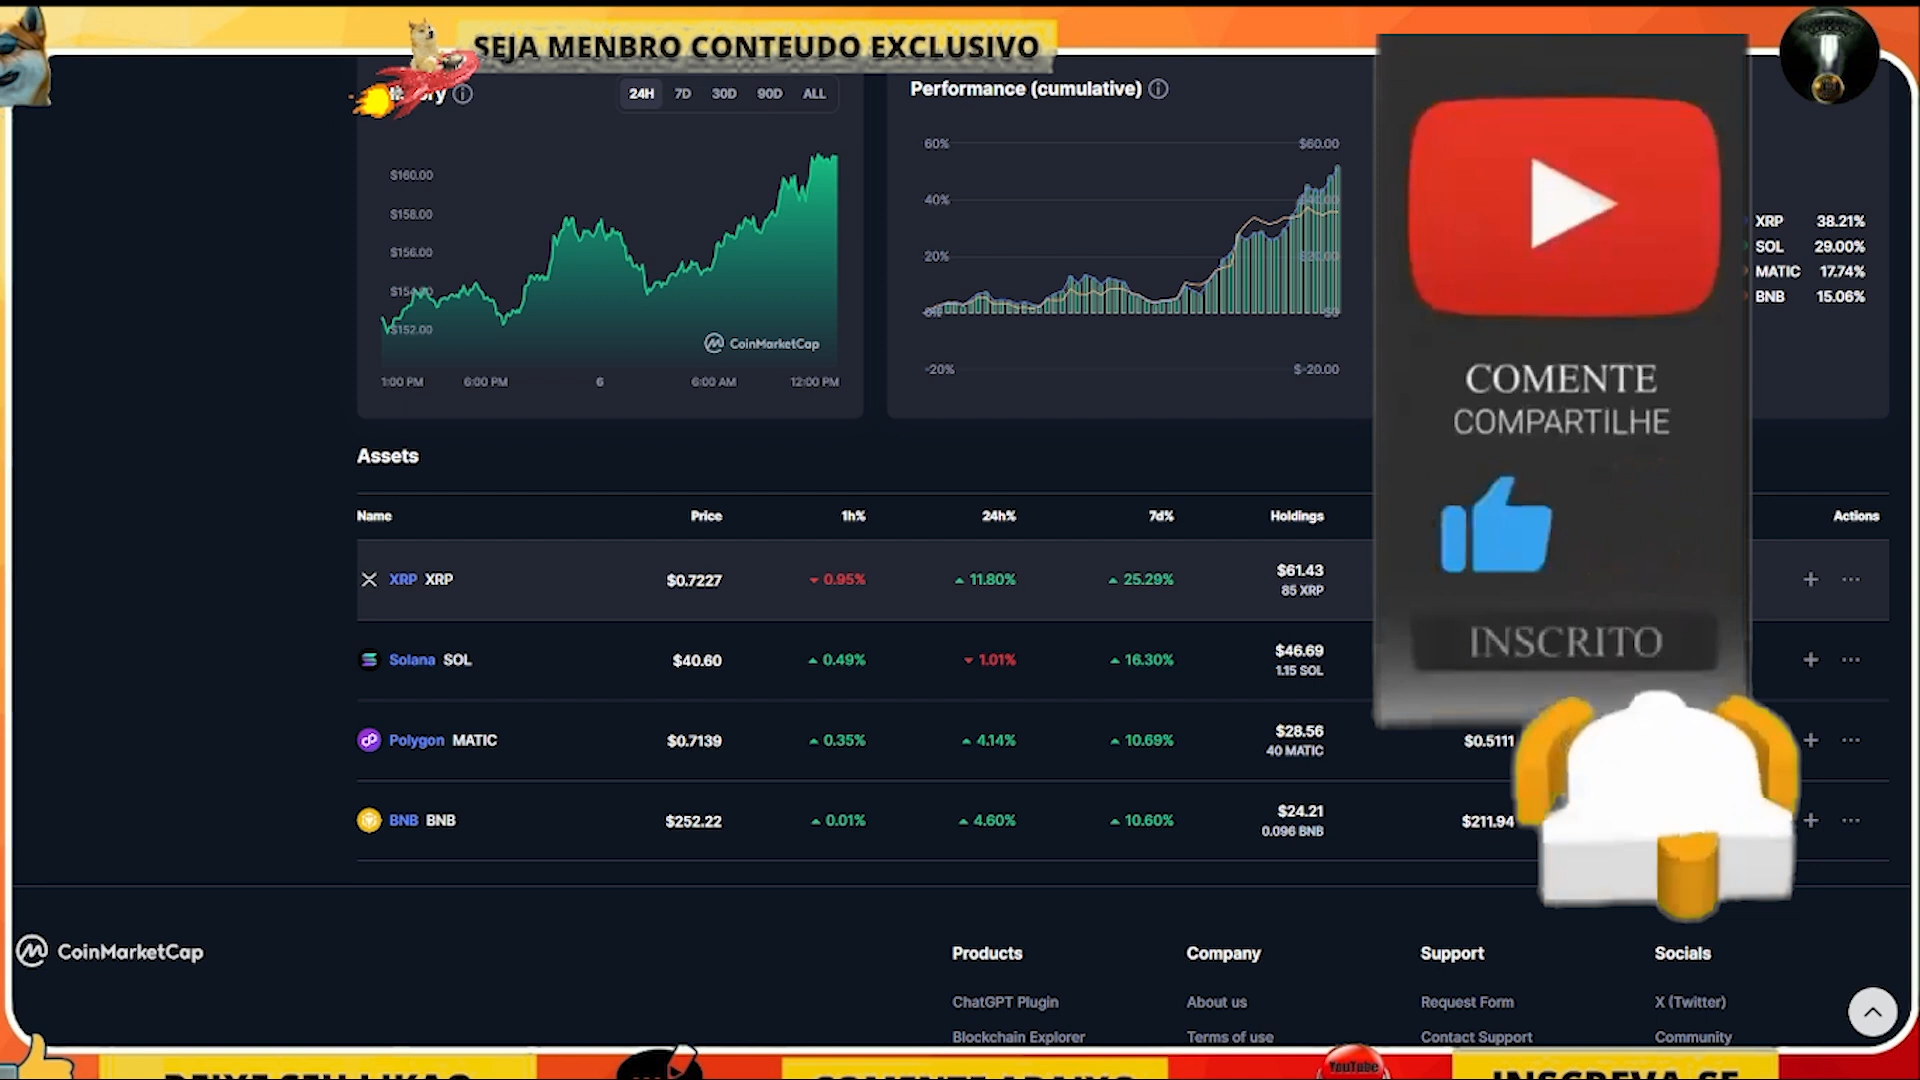 SEJA MENBRO CONTEUDO EXCLUSIVO
24H 7D 30D 90D ALL
$160.00
$158.00
$156.00
$152.00
CoinMarketCap
1:00 PM 6:00 PM 6 6:00 AM 12:00 PM
Performance (cumulative)
60% $60.00
40% $40.00
20% $20.00
-20% $-20.00
XRP 38.21%
SOL 29.00%
MATIC 17.74%
BNB 15.06%
COMENTE
COMPARTILHE
INSCRITO
Assets
Name Price 1h% 24h% 7d% Holdings Actions
XRP XRP $0.7227 0.95% 11.80% 25.29% $61.43
85 XRP
Solana SOL $40.60 0.49% 1.01% 16.30% $46.69
1.15 SOL
Polygon MATIC $0.7139 0.35% 4.14% 10.69% $28.56 $0.5111
40 MATIC
BNB BNB $252.22 0.01% 4.60% 10.60% $24.21 $211.94
0.096 BNB
CoinMarketCap
Products Company Support Socials
ChatGPT Plugin About us Request Form X (Twitter)
Blockchain Explorer Terms of use Contact Support Community
YouTube